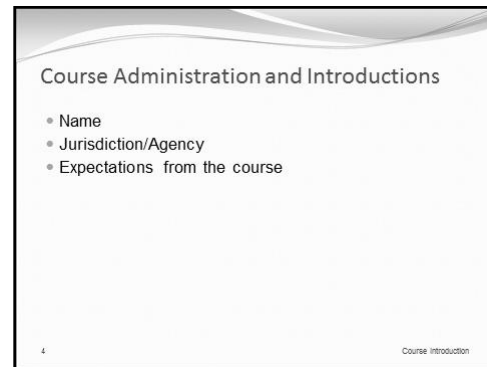 Course Administration and Introductions
Name
Jurisdiction/Agency
Expectations from the course
4
Course Introduction